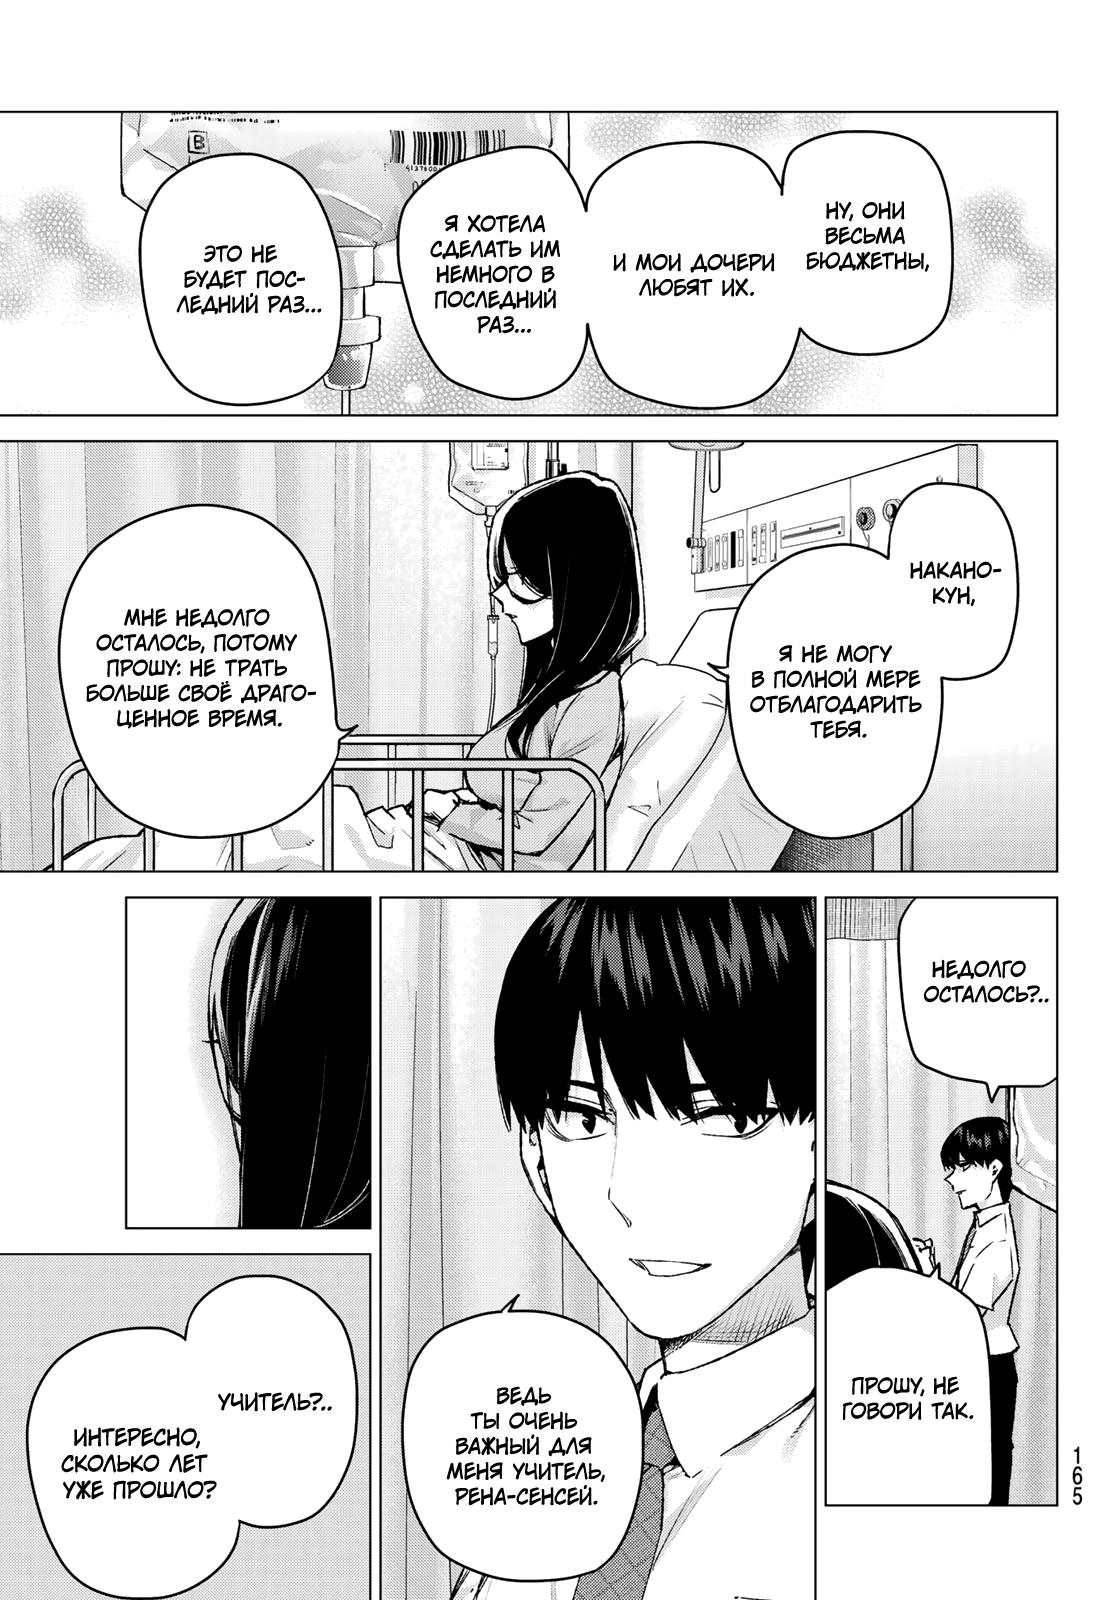 НУ, ОНИ
ВЕСЬМА
БЮДЖЕТНЫ,
И МОИ ДОЧЕРИ
ЛЮБЯТ ИХ.
Я ХОТЕЛА
СДЕЛАТЬ ИМ
НЕМНОГО В
ПОСЛЕДНИЙ
РАЗ...
ЭТО НЕ
БУДЕТ ПОС-
ЛЕДНИЙ РАЗ...
B
НАКАНО-
КУН,
Я НЕ МОГУ
В ПОЛНОЙ МЕРЕ
ОТБЛАГОДАРИТЬ
ТЕБЯ.
МНЕ НЕДОЛГО
ОСТАЛОСЬ, ПОТОМУ
ПРОШУ: НЕ ТРАТЬ
БОЛЬШЕ СВОЁ ДРАГО-
ЦЕННОЕ ВРЕМЯ.
НЕДОЛГО
ОСТАЛОСЬ?..
ПРОШУ, НЕ
ГОВОРИ ТАК.
ВЕДЬ
ТЫ ОЧЕНЬ
ВАЖНЫЙ ДЛЯ
МЕНЯ УЧИТЕЛЬ,
РЕНА-СЕНСЕЙ.
УЧИТЕЛЬ?..
ИНТЕРЕСНО,
СКОЛЬКО ЛЕТ
УЖЕ ПРОШЛО?
165